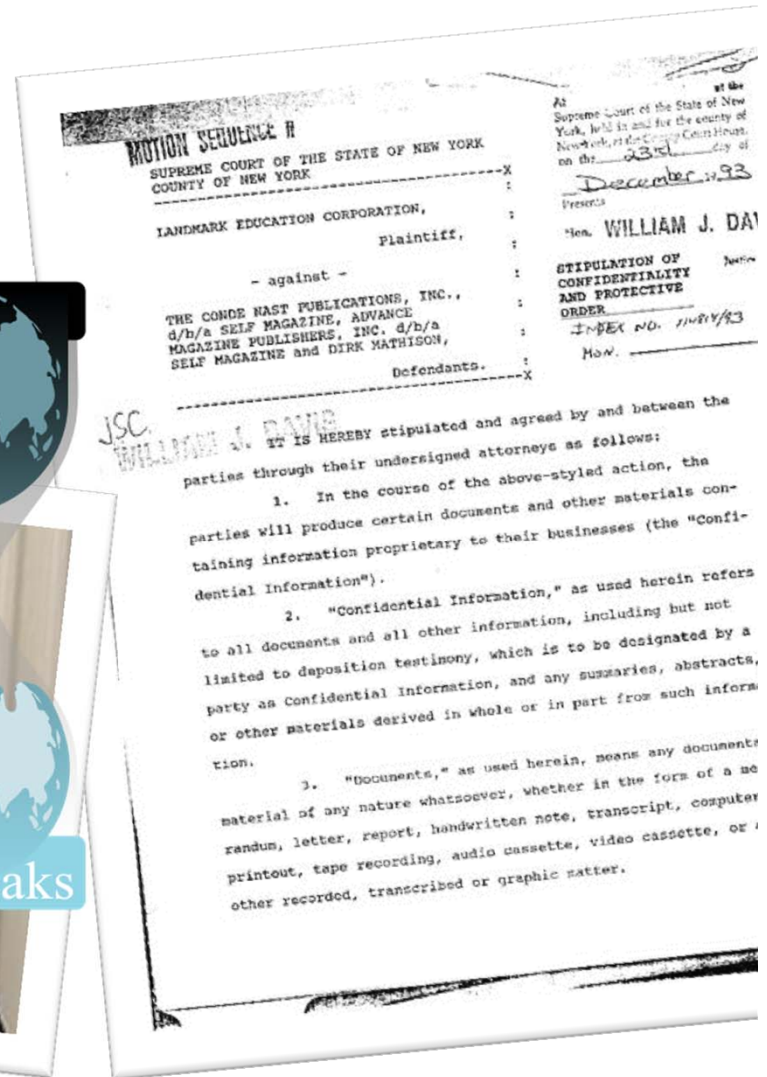 MOTION SEQUENCE #
SUPREME COURT OF THE STATE OF NEW YORK
COUNTY OF NEW YORK
-X
LANDMARK EDUCATION CORPORATION,
Plaintiff,
- against -
THE CONDE NAST PUBLICATIONS, INC.,
d/b/a SELF MAGAZINE, ADVANCE
MAGAZINE PUBLISHERS, INC. d/b/a
SELF MAGAZINE and DIRK MATHISON,
Defendants.
-X
At at the
Supreme Court of the State of New
York, held in and for the county of
New York, at the County Court House,
on the 23rd day of
December 1993
Present:
Hon. WILLIAM J. DAV
Justice
STIPULATION OF
CONFIDENTIALITY
AND PROTECTIVE
ORDER
INDEX NO. /93
JSC.
WILLIAM J. DAVIS
IT IS HEREBY stipulated and agreed by and between the
parties through their undersigned attorneys as follows:
1. In the course of the above-styled action, the
parties will produce certain documents and other materials con-
taining information proprietary to their businesses (the "Confi-
dential Information").
2. "Confidential Information," as used herein refers
to all documents and all other information, including but not
limited to deposition testimony, which is to be designated by a
party as Confidential Information, and any summaries, abstracts,
or other materials derived in whole or in part from such informa
tion.
3. "Documents," as used herein, means any documents
material of any nature whatsoever, whether in the form of a me
randum, letter, report, handwritten note, transcript, computer
printout, tape recording, audio cassette, video cassette, or a
other recorded, transcribed or graphic matter.
aks